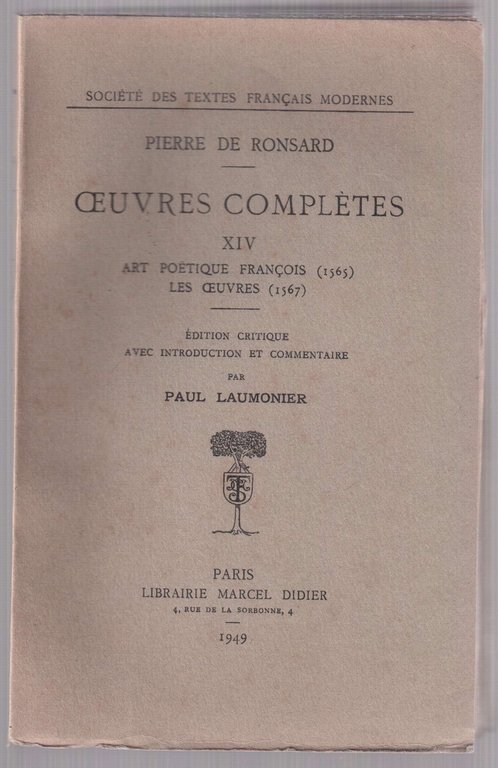 SOCIÉTÉ DES TEXTES FRANÇAIS MODERNES
PIERRE DE RONSARD
ŒUVRES COMPLÈTES
XIV
ART POËTIQUE FRANÇOIS (1565)
LES ŒUVRES (1567)
ÉDITION CRITIQUE
AVEC INTRODUCTION ET COMMENTAIRE
PAR
PAUL LAUMONIER
PARIS
LIBRAIRIE MARCEL DIDIER
4, RUE DE LA SORBONNE, 4
1949